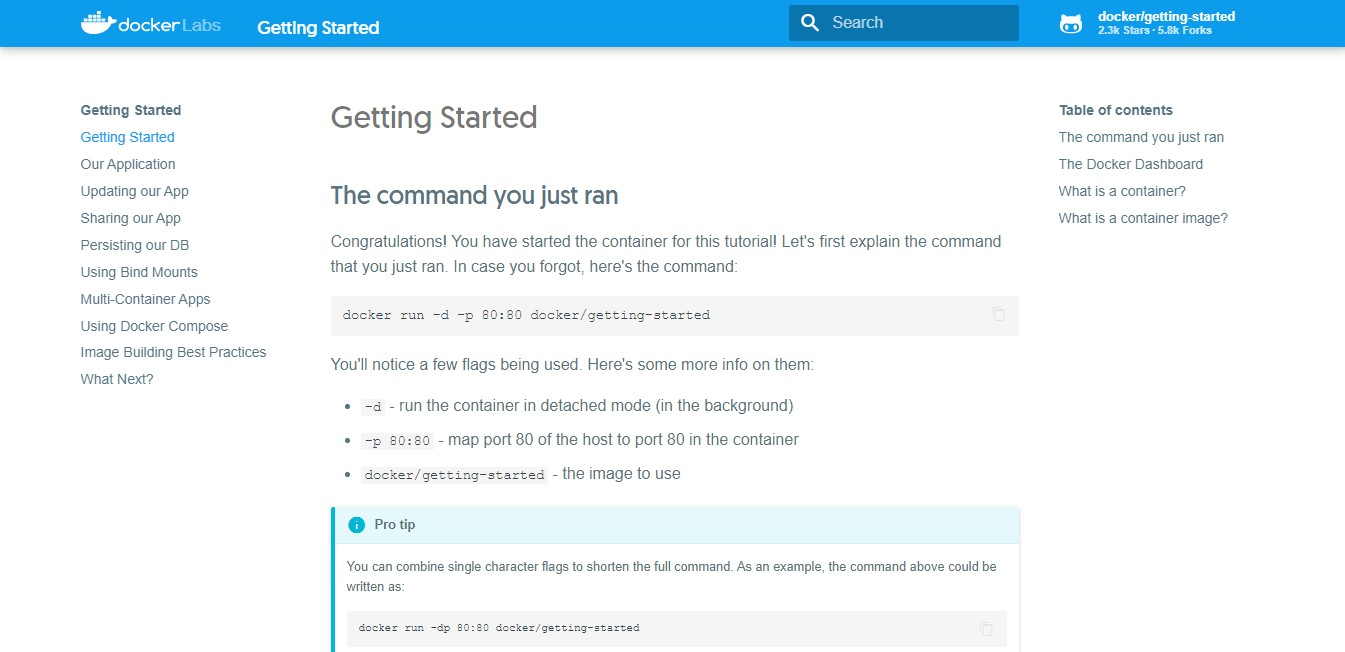 docker Labs
Getting Started
Search
docker/getting-started
2.3k Stars · 5.8k Forks
Getting Started
Getting Started
Our Application
Updating our App
Sharing our App
Persisting our DB
Using Bind Mounts
Multi-Container Apps
Using Docker Compose
Image Building Best Practices
What Next?
Getting Started
The command you just ran
Congratulations! You have started the container for this tutorial! Let's first explain the command
that you just ran. In case you forgot, here's the command:
docker run -d -p 80:80 docker/getting-started
You'll notice a few flags being used. Here's some more info on them:
-d - run the container in detached mode (in the background)
-p 80:80 - map port 80 of the host to port 80 in the container
docker/getting-started - the image to use
Pro tip
You can combine single character flags to shorten the full command. As an example, the command above could be
written as:
docker run -dp 80:80 docker/getting-started
Table of contents
The command you just ran
The Docker Dashboard
What is a container?
What is a container image?